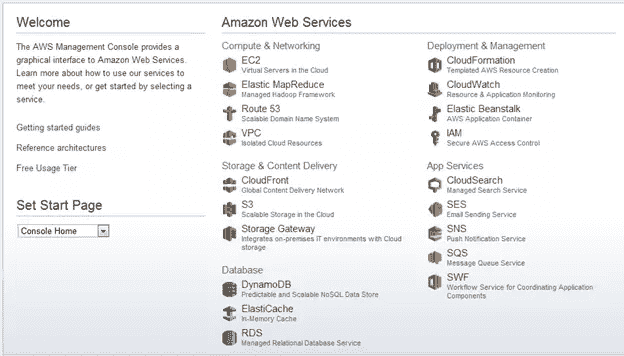 Welcome
The AWS Management Console provides a
graphical interface to Amazon Web Services.
Learn more about how to use our services to
meet your needs, or get started by selecting a
service.
Getting started guides
Reference architectures
Free Usage Tier
Set Start Page
Console Home
Amazon Web Services
Compute & Networking
EC2
Virtual Servers in the Cloud
Elastic MapReduce
Managed Hadoop Framework
Route 53
Scalable Domain Name System
VPC
Isolated Cloud Resources
Storage & Content Delivery
CloudFront
Global Content Delivery Network
S3
Scalable Storage in the Cloud
Storage Gateway
Integrates on-premises IT environments with Cloud
storage
Database
DynamoDB
Predictable and Scalable NoSQL Data Store
ElastiCache
In-Memory Cache
RDS
Managed Relational Database Service
Deployment & Management
CloudFormation
Templated AWS Resource Creation
CloudWatch
Resource & Application Monitoring
Elastic Beanstalk
AWS Application Container
IAM
Secure AWS Access Control
App Services
CloudSearch
Managed Search Service
SES
Email Sending Service
SNS
Push Notification Service
SQS
Message Queue Service
SWF
Workflow Service for Coordinating Application
Components